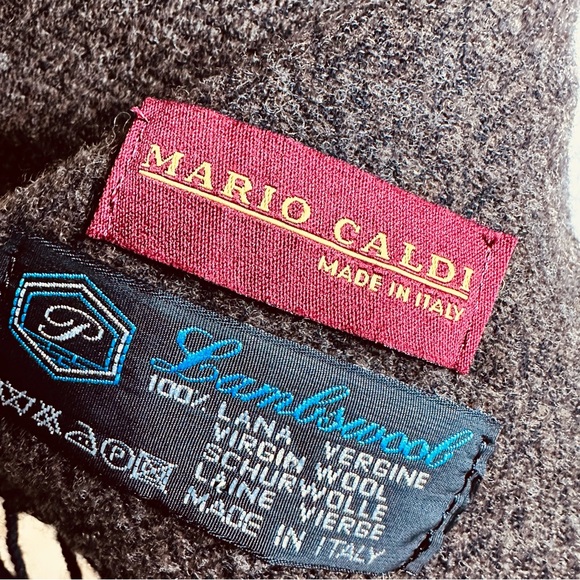 MARIO CALDI
MADE IN ITALY
P
Lambswool
100% LANA VERGINE
VIRGIN WOOL
SCHURWOLLE
LAINE VIERGE
MADE IN ITALY
P